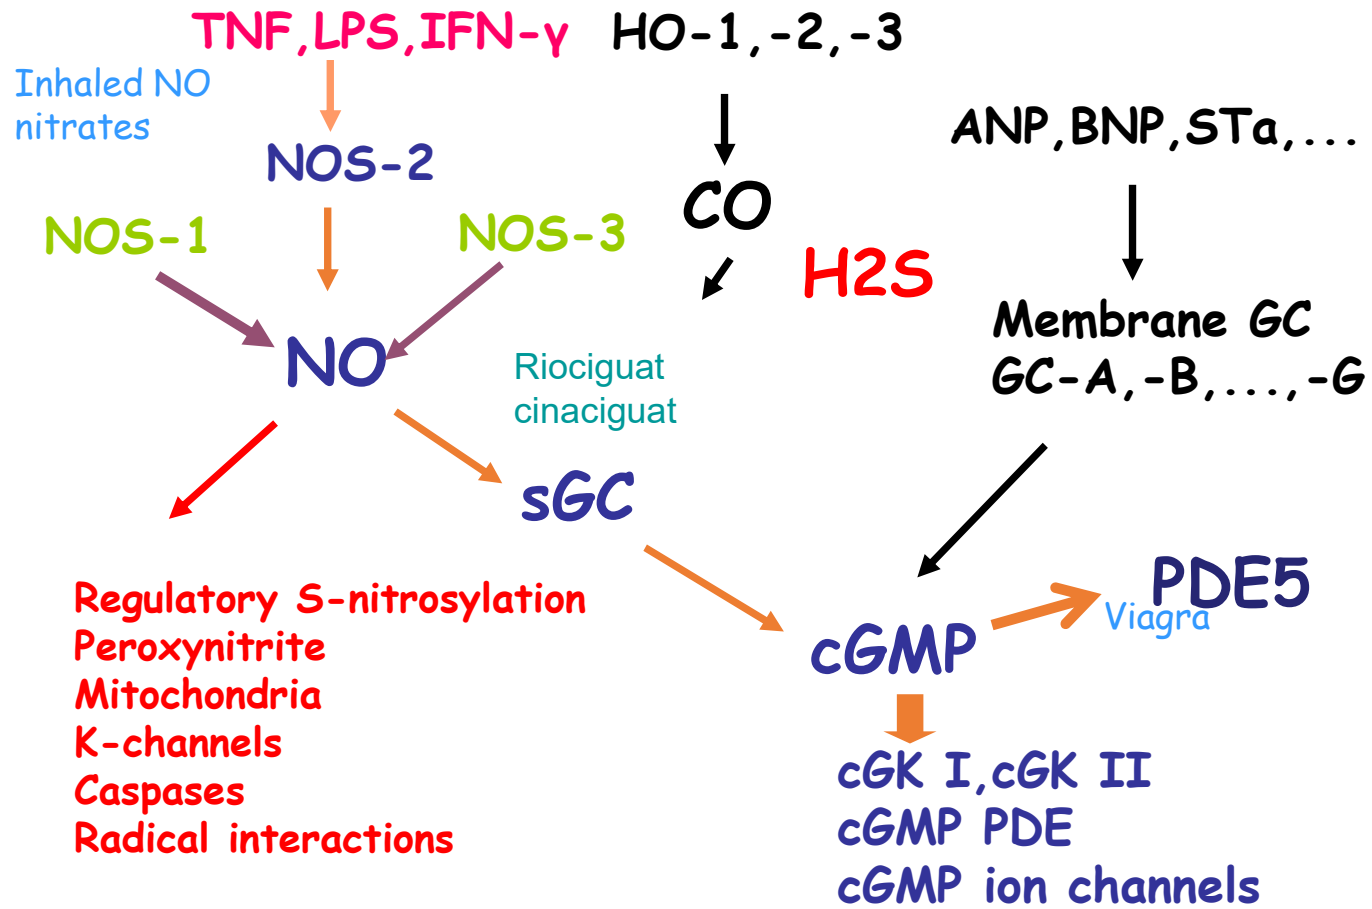 TNF,LPS,IFN-γ
HO-1,-2,-3
Inhaled NO
nitrates
ANP,BNP,STa,...
NOS-2
CO
NOS-1
NOS-3
H2S
Membrane GC
GC-A,-B,...,-G
NO
Riociguat
cinaciguat
sGC
PDE5
Viagra
cGMP
Regulatory S-nitrosylation
Peroxynitrite
Mitochondria
K-channels
Caspases
Radical interactions
cGK I,cGK II
cGMP PDE
cGMP ion channels